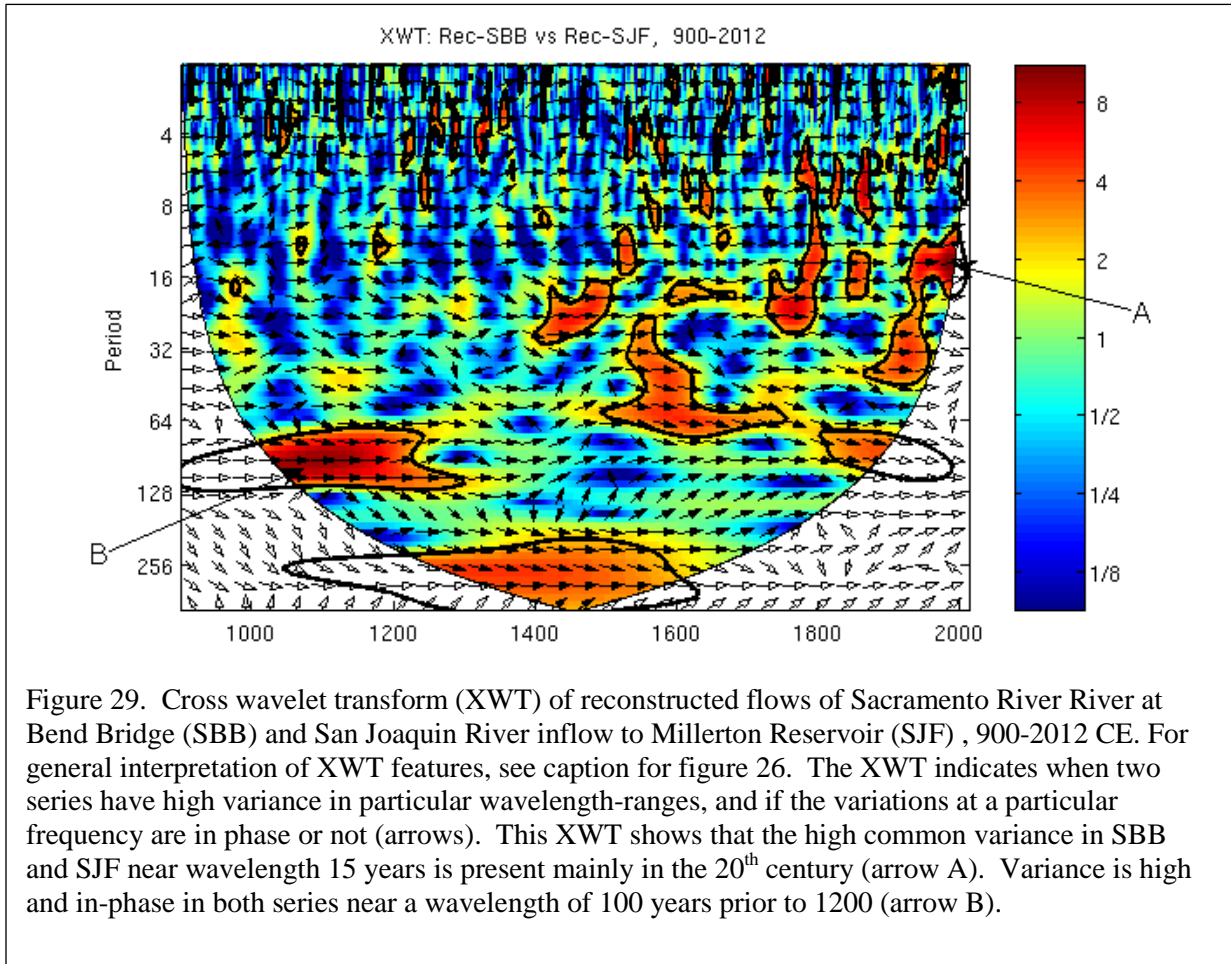 XWT: Rec-SBB vs Rec-SJF, 900-2012
Period
4
8
16
32
64
128
256
1000
1200
1400
1600
1800
2000
8
4
2
1
1/2
1/4
1/8
A
B
Figure 29. Cross wavelet transform (XWT) of reconstructed flows of Sacramento River River at
Bend Bridge (SBB) and San Joaquin River inflow to Millerton Reservoir (SJF) , 900-2012 CE. For
general interpretation of XWT features, see caption for figure 26. The XWT indicates when two
series have high variance in particular wavelength-ranges, and if the variations at a particular
frequency are in phase or not (arrows). This XWT shows that the high common variance in SBB
and SJF near wavelength 15 years is present mainly in the 20th century (arrow A). Variance is high
and in-phase in both series near a wavelength of 100 years prior to 1200 (arrow B).